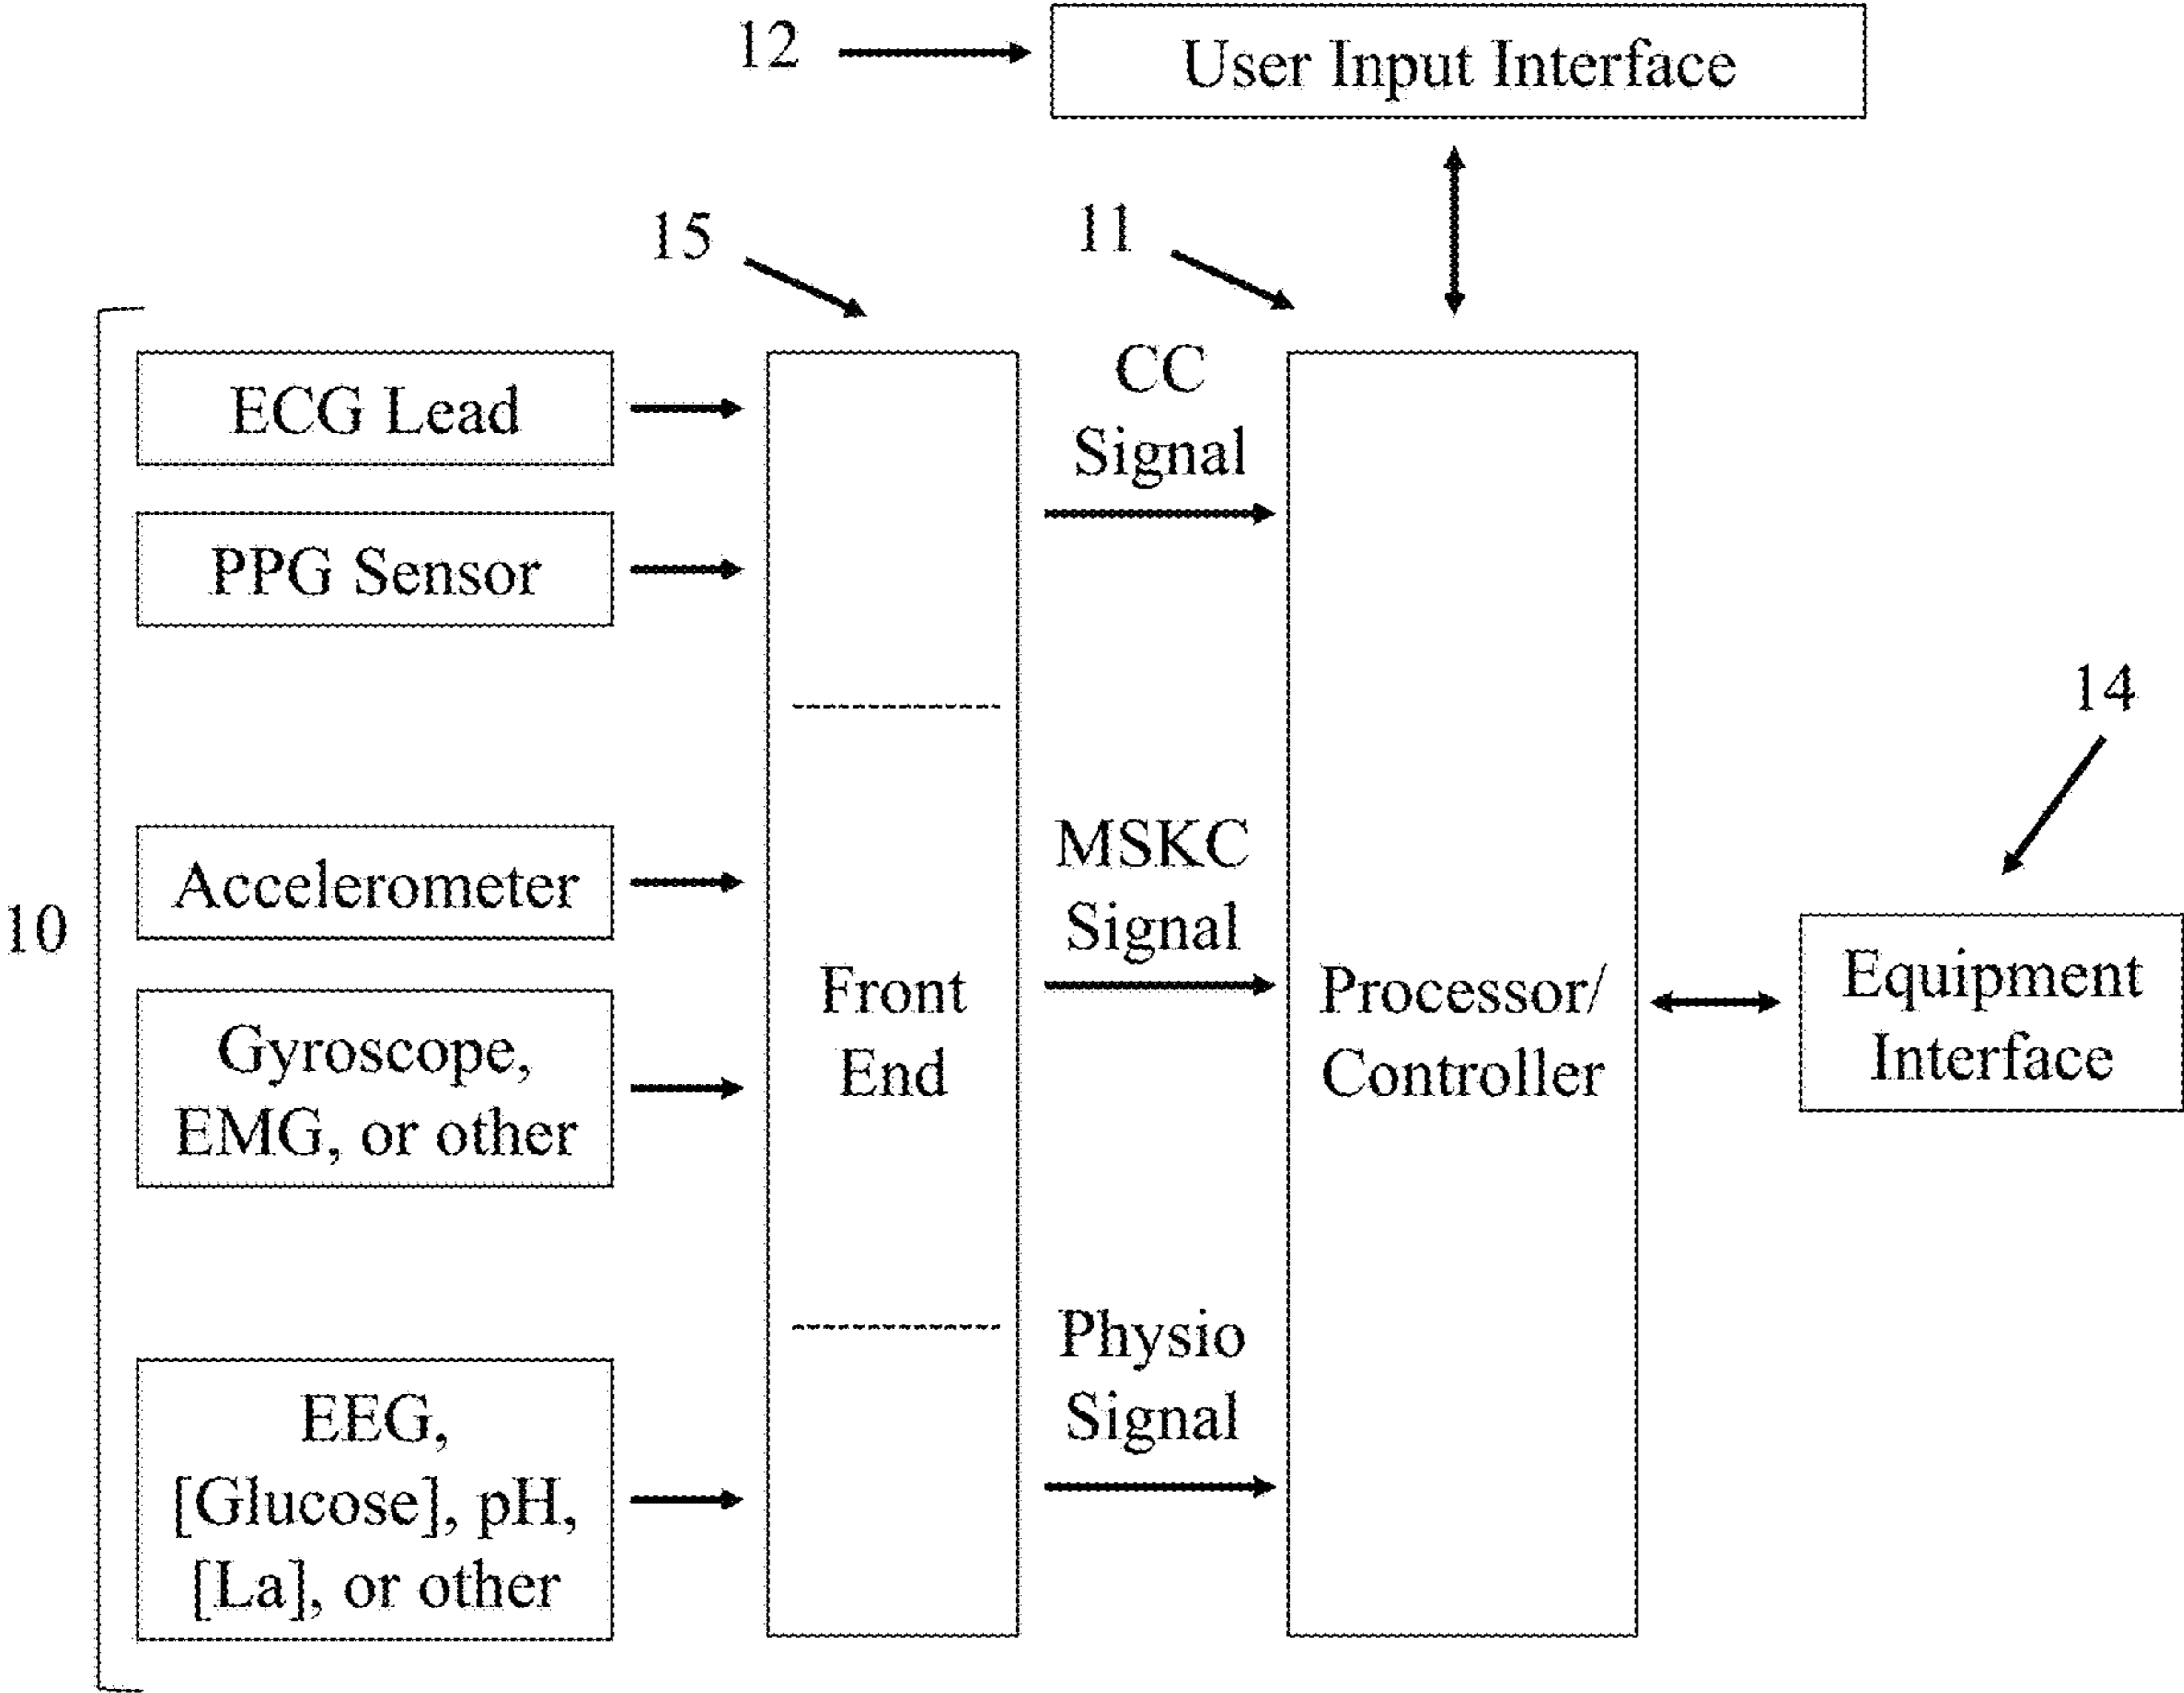 12
User Input Interface
15
11
10
ECG Lead
PPG Sensor
Accelerometer
Gyroscope,
EMG, or other
EEG,
[Glucose], pH,
[La], or other
Front
End
CC
Signal
MSKC
Signal
Physio
Signal
Processor/
Controller
14
Equipment
Interface